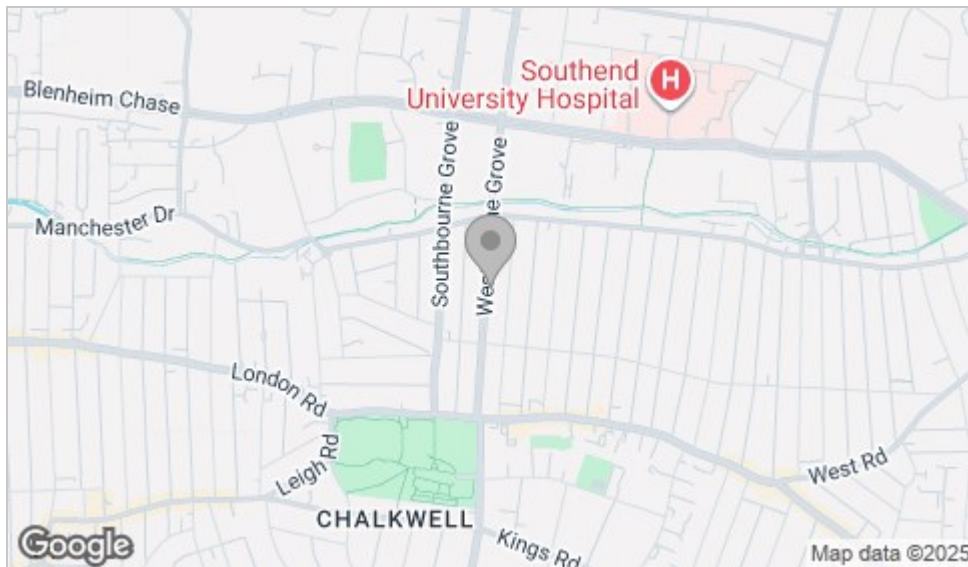 Southend
University Hospital
H
Blenheim Chase
Southbourne Grove
Grove
Manchester Dr
London Rd
Leigh Rd
West Rd
CHALKWELL
Kings Rd
Google
Map data ©2025